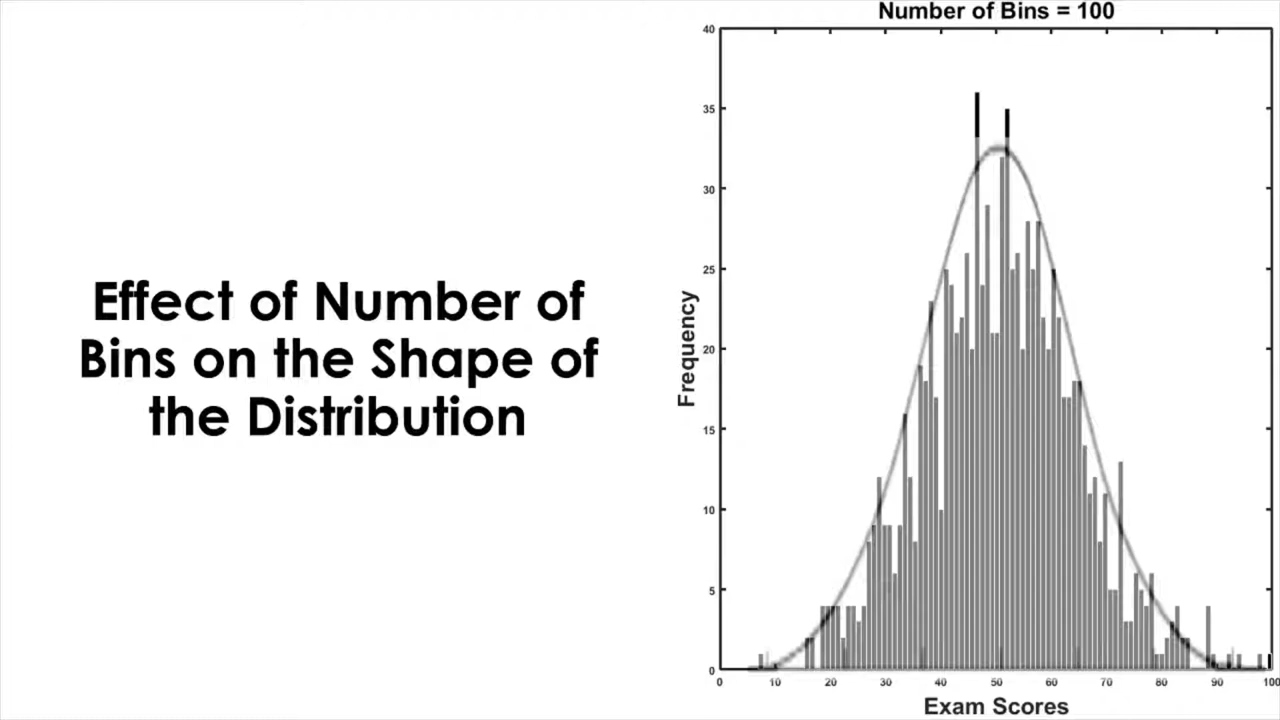 Effect of Number of
Bins on the Shape of
the Distribution
Number of Bins = 100
Frequency
40
35
30
25
20
15
10
5
0
0 10 20 30 40 50 60 70 80 90 100
Exam Scores